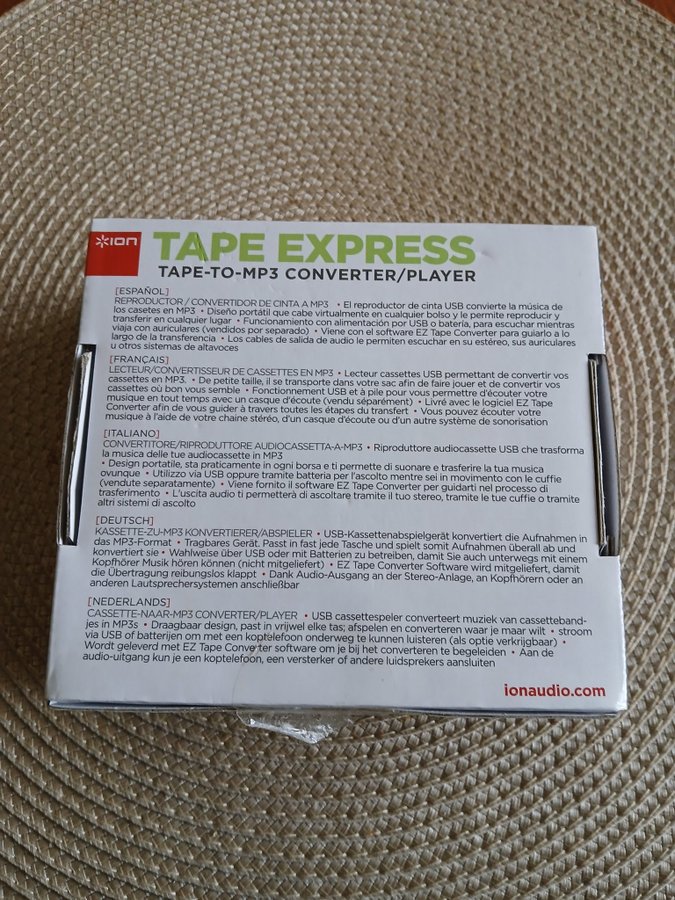 ION
TAPE EXPRESS
TAPE-TO-MP3 CONVERTER/PLAYER
[ESPAÑOL]
REPRODUCTOR / CONVERTIDOR DE CINTA A MP3 • El reproductor de cinta USB convierte la música de
los casetes en MP3 • Diseño portátil que cabe virtualmente en cualquier bolso y le permite reproducir y
transferir en cualquier lugar • Funcionamiento con alimentación por USB o batería, para escuchar mientras
viaja con auriculares (vendidos por separado) • Viene con el software EZ Tape Converter para guiarlo a lo
largo de la transferencia • Los cables de salida de audio le permiten escuchar en su estéreo, sus auriculares
u otros sistemas de altavoces
[FRANÇAIS]
LECTEUR/CONVERTISSEUR DE CASSETTES EN MP3 • Lecteur cassettes USB permettant de convertir vos
cassettes en MP3. • De petite taille, il se transporte dans votre sac afin de faire jouer et de convertir vos
cassettes où bon vous semble • Fonctionnement USB et à pile pour vous permettre d'écouter votre
musique en tout temps avec un casque d'écoute (vendu séparément) • Livré avec le logiciel EZ Tape
Converter afin de vous guider à travers toutes les étapes du transfert • Vous pouvez écouter votre
musique à l'aide de votre chaine stéréo, d'un casque d'écoute ou d'un autre système de sonorisation
[ITALIANO]
CONVERTITORE/RIPRODUTTORE AUDIOCASSETTA-A-MP3 • Riproduttore audiocassette USB che trasforma
la musica delle tue audiocassette in MP3
• Design portatile, sta praticamente in ogni borsa e ti permette di suonare e trasferire la tua musica
ovunque • Utilizzo via USB oppure tramite batteria per l'ascolto mentre sei in movimento con le cuffie
(vendute separatamente) • Viene fornito il software EZ Tape Converter per guidarti nel processo di
trasferimento • L'uscita audio ti permetterà di ascoltare tramite il tuo stereo, tramite le tue cuffie o tramite
altri sistemi di ascolto
[DEUTSCH]
KASSETTE-ZU-MP3 KONVERTIERER/ABSPIELER • USB-Kassettenabspielgerät konvertiert die Aufnahmen in
das MP3-Format • Tragbares Gerät. Passt in fast jede Tasche und spielt somit Aufnahmen überall ab und
konvertiert sie • Wahlweise über USB oder mit Batterien zu betreiben, damit Sie auch unterwegs mit einem
Kopfhörer Musik hören können (nicht mitgeliefert) • EZ Tape Converter Software wird mitgeliefert, damit
die Übertragung reibungslos klappt • Dank Audio-Ausgang an der Stereo-Anlage, an Kopfhörern oder an
anderen Lautsprechersystemen anschließbar
[NEDERLANDS]
CASSETTE-NAAR-MP3 CONVERTER/PLAYER • USB cassettespeler converteert muziek van cassetteband-
jes in MP3s • Draagbaar design, past in vrijwel elke tas; afspelen en converteren waar je maar wilt • stroom
via USB of batterijen om met een koptelefoon onderweg te kunnen luisteren (als optie verkrijgbaar) •
Wordt geleverd met EZ Tape Converter software om je bij het converteren te begeleiden • Aan de
audio-uitgang kun je een koptelefoon, een versterker of andere luidsprekers aansluiten
ionaudio.com